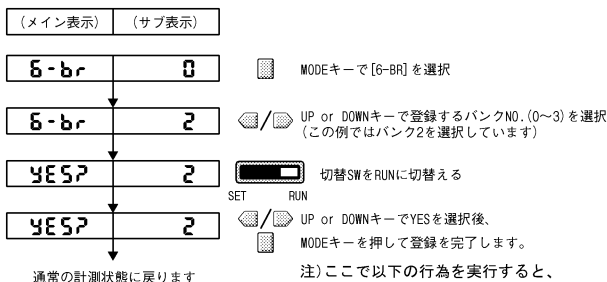 (メイン表示) (サブ表示)
6-br 0 MODEキーで[6-BR]を選択
6-br 2 UP or DOWNキーで登録するバンクNO.(0～3)を選択
(この例ではバンク2を選択しています)
YES? 2 切替SWをRUNに切替える
SET RUN
YES? 2 UP or DOWNキーでYESを選択後、
MODEキーを押して登録を完了します。
通常の計測状態に戻ります
注)ここで以下の行為を実行すると、